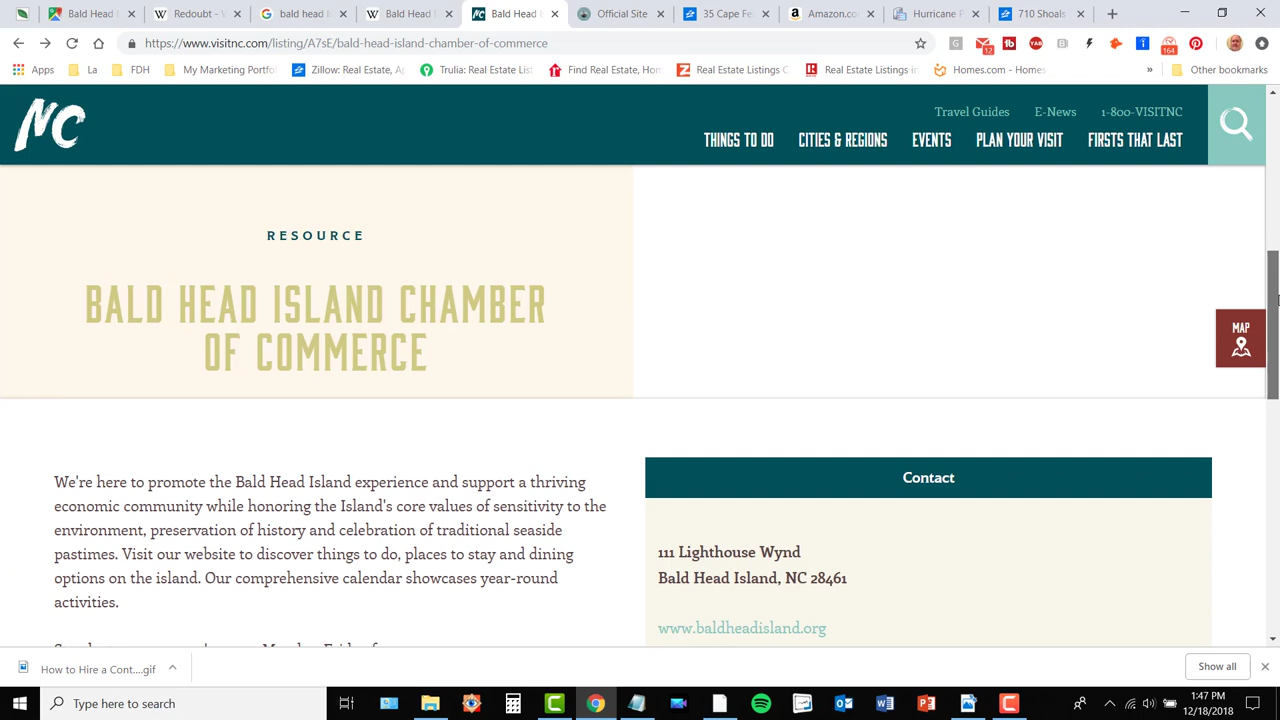 Bald Head I
Redoubt - W
bald head i
Bald Head I
Bald Head I
Official Site
35 Cape Fe
Amazon.co
Hurricane P
710 Shoals
https://www.visitnc.com/listing/A7sE/bald-head-island-chamber-of-commerce
12
YAB
164
Apps
La
FDH
My Marketing Portfo
Zillow: Real Estate, A
Trulia: Real Estate List
Find Real Estate, Hom
Real Estate Listings C
Real Estate Listings in
Homes.com - Homes
»
Other bookmarks
NC
Travel Guides
E-News
1-800-VISITNC
THINGS TO DO
CITIES & REGIONS
EVENTS
PLAN YOUR VISIT
FIRSTS THAT LAST
RESOURCE
BALD HEAD ISLAND CHAMBER
OF COMMERCE
MAP
We're here to promote the Bald Head Island experience and support a thriving
economic community while honoring the Island's core values of sensitivity to the
environment, preservation of history and celebration of traditional seaside
pastimes. Visit our website to discover things to do, places to stay and dining
options on the island. Our comprehensive calendar showcases year-round
activities.
Contact
111 Lighthouse Wynd
Bald Head Island, NC 28461
www.baldheadisland.org
How to Hire a Cont....gif
Show all
Type here to search
1:47 PM
12/18/2018